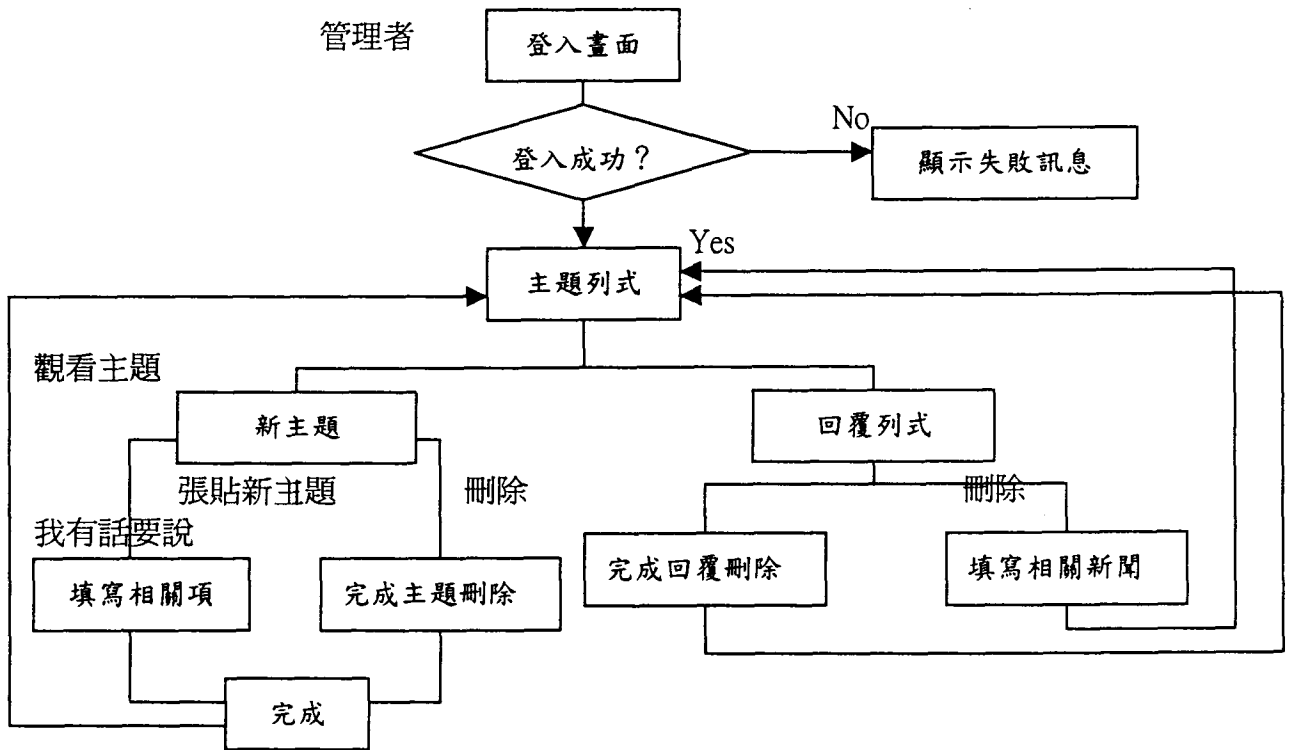 管理者
登入畫面
No
登入成功？
顯示失敗訊息
Yes
主題列式
觀看主題
新主題
回覆列式
張貼新主題
刪除
刪除
我有話要說
填寫相關項
完成主題刪除
完成回覆刪除
填寫相關新聞
完成